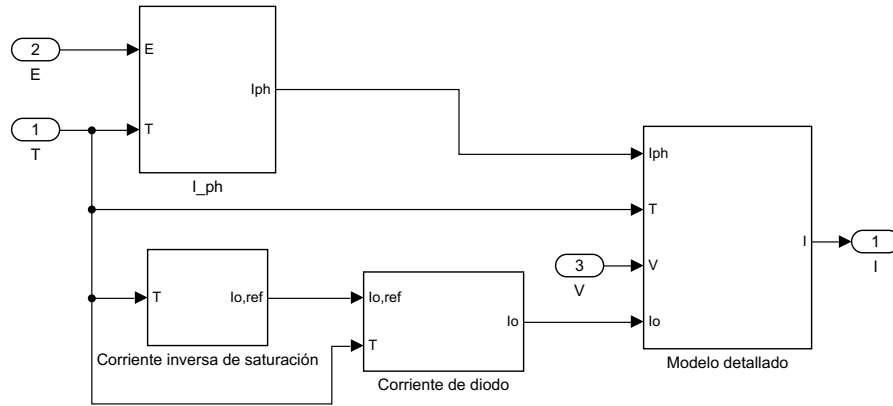 2
E
E
Iph
1
T
T
I_ph
Iph
T
I
1
I
3
V
V
T
Io,ref
Io,ref
Io
Io
T
Corriente inversa de saturación
Corriente de diodo
Modelo detallado